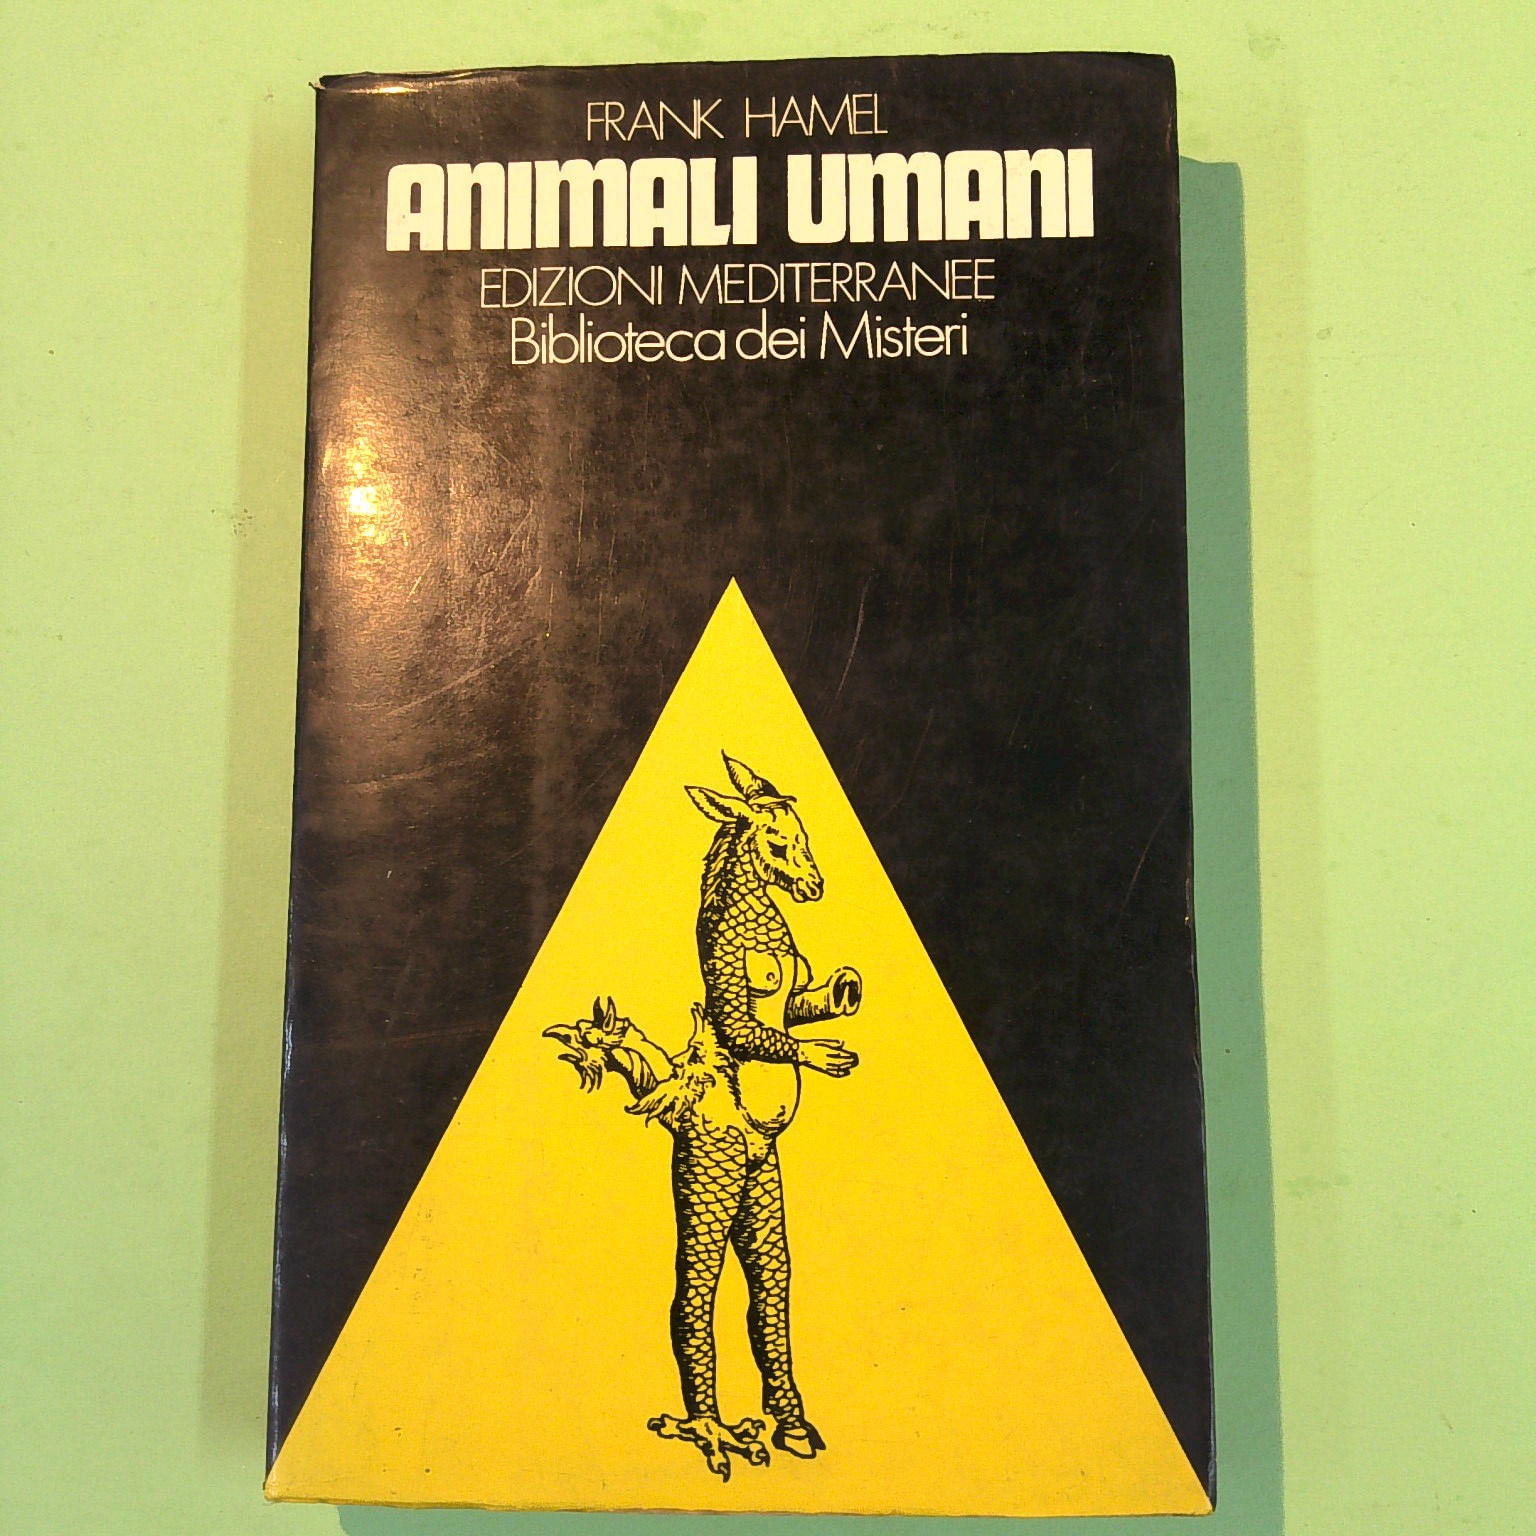 FRANK HAMEL
ANIMALI UMANI
EDIZIONI MEDITERRANEE
Biblioteca dei Misteri